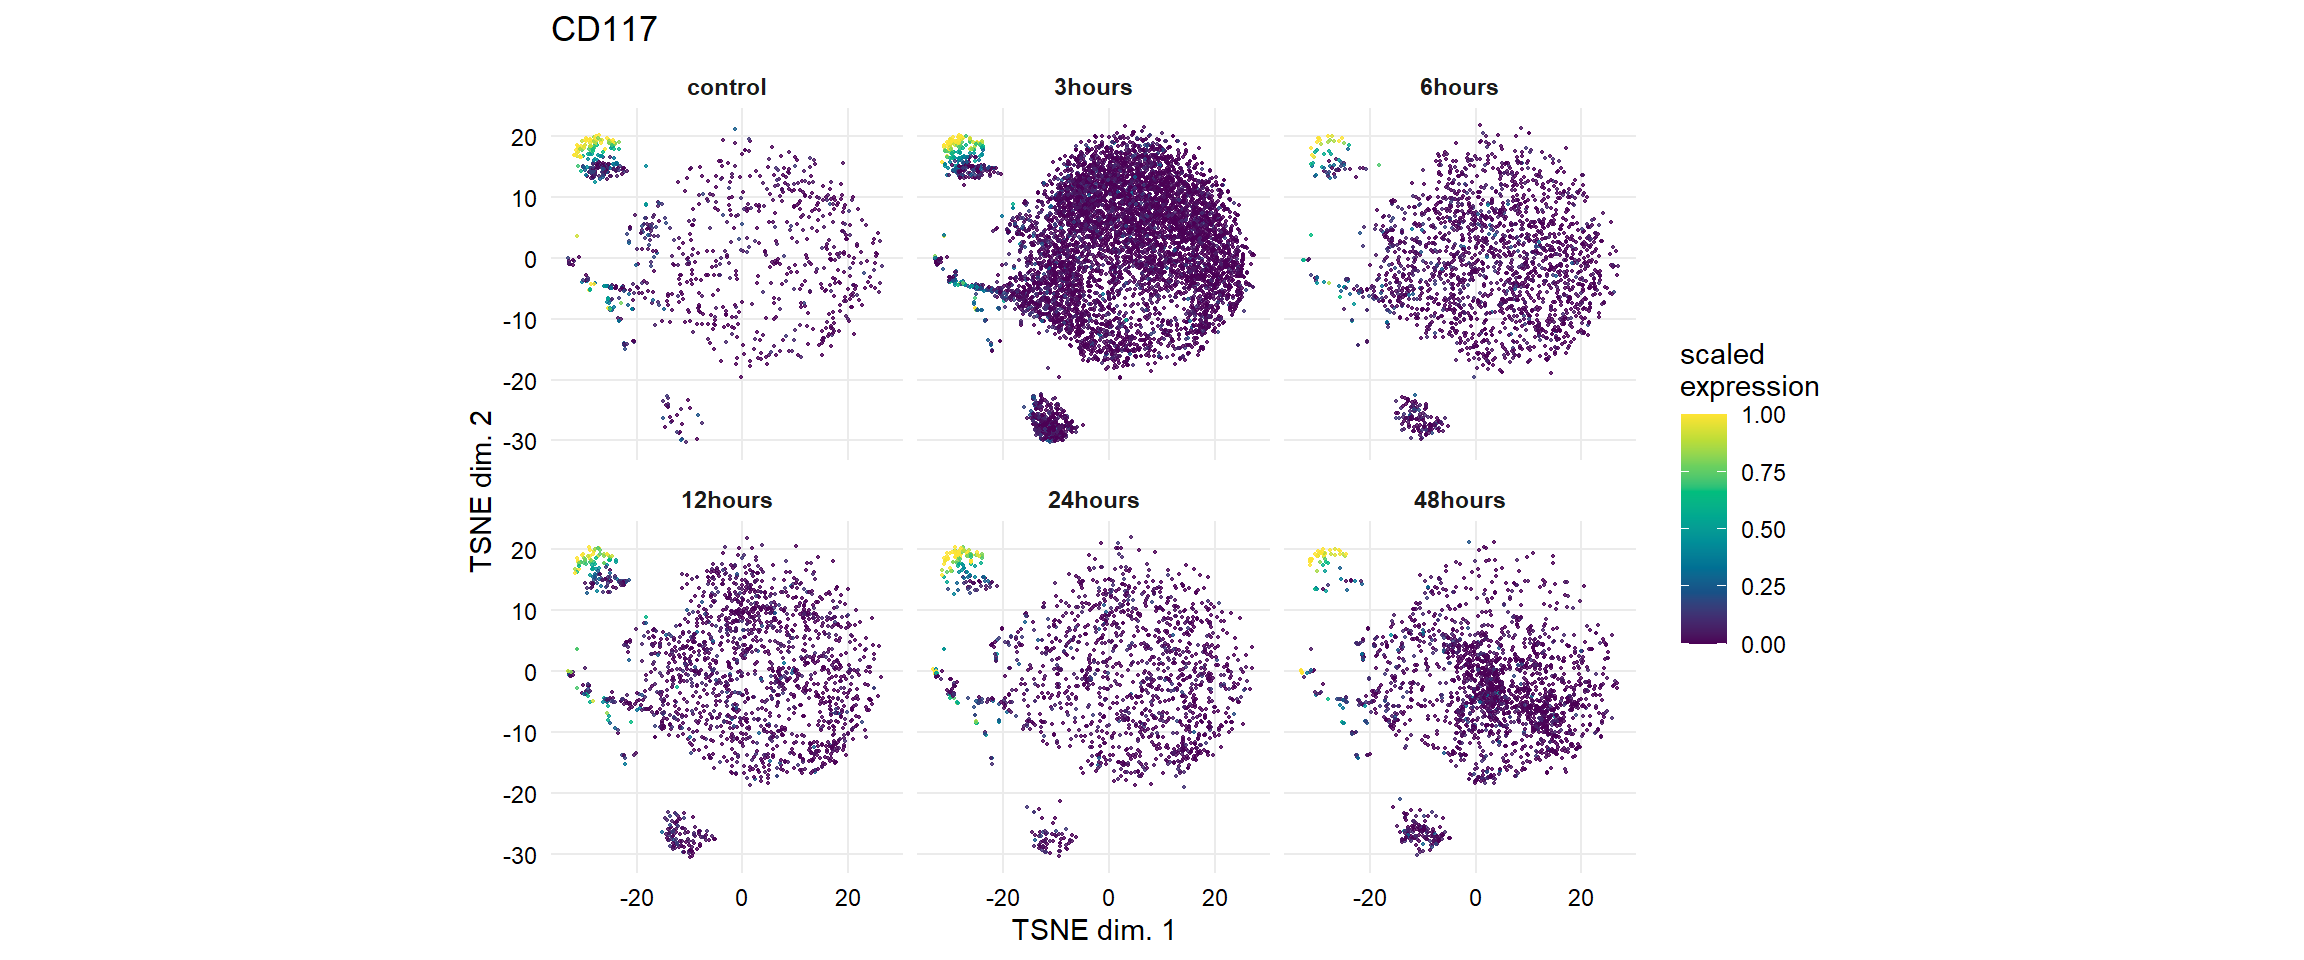 CD117
control
3hours
6hours
20
10
0
-10
-20
-30
12hours
24hours
48hours
20
10
0
-10
-20
-30
-20 0 20
-20 0 20
-20 0 20
TSNE dim. 2
TSNE dim. 1
scaled
expression
1.00
0.75
0.50
0.25
0.00